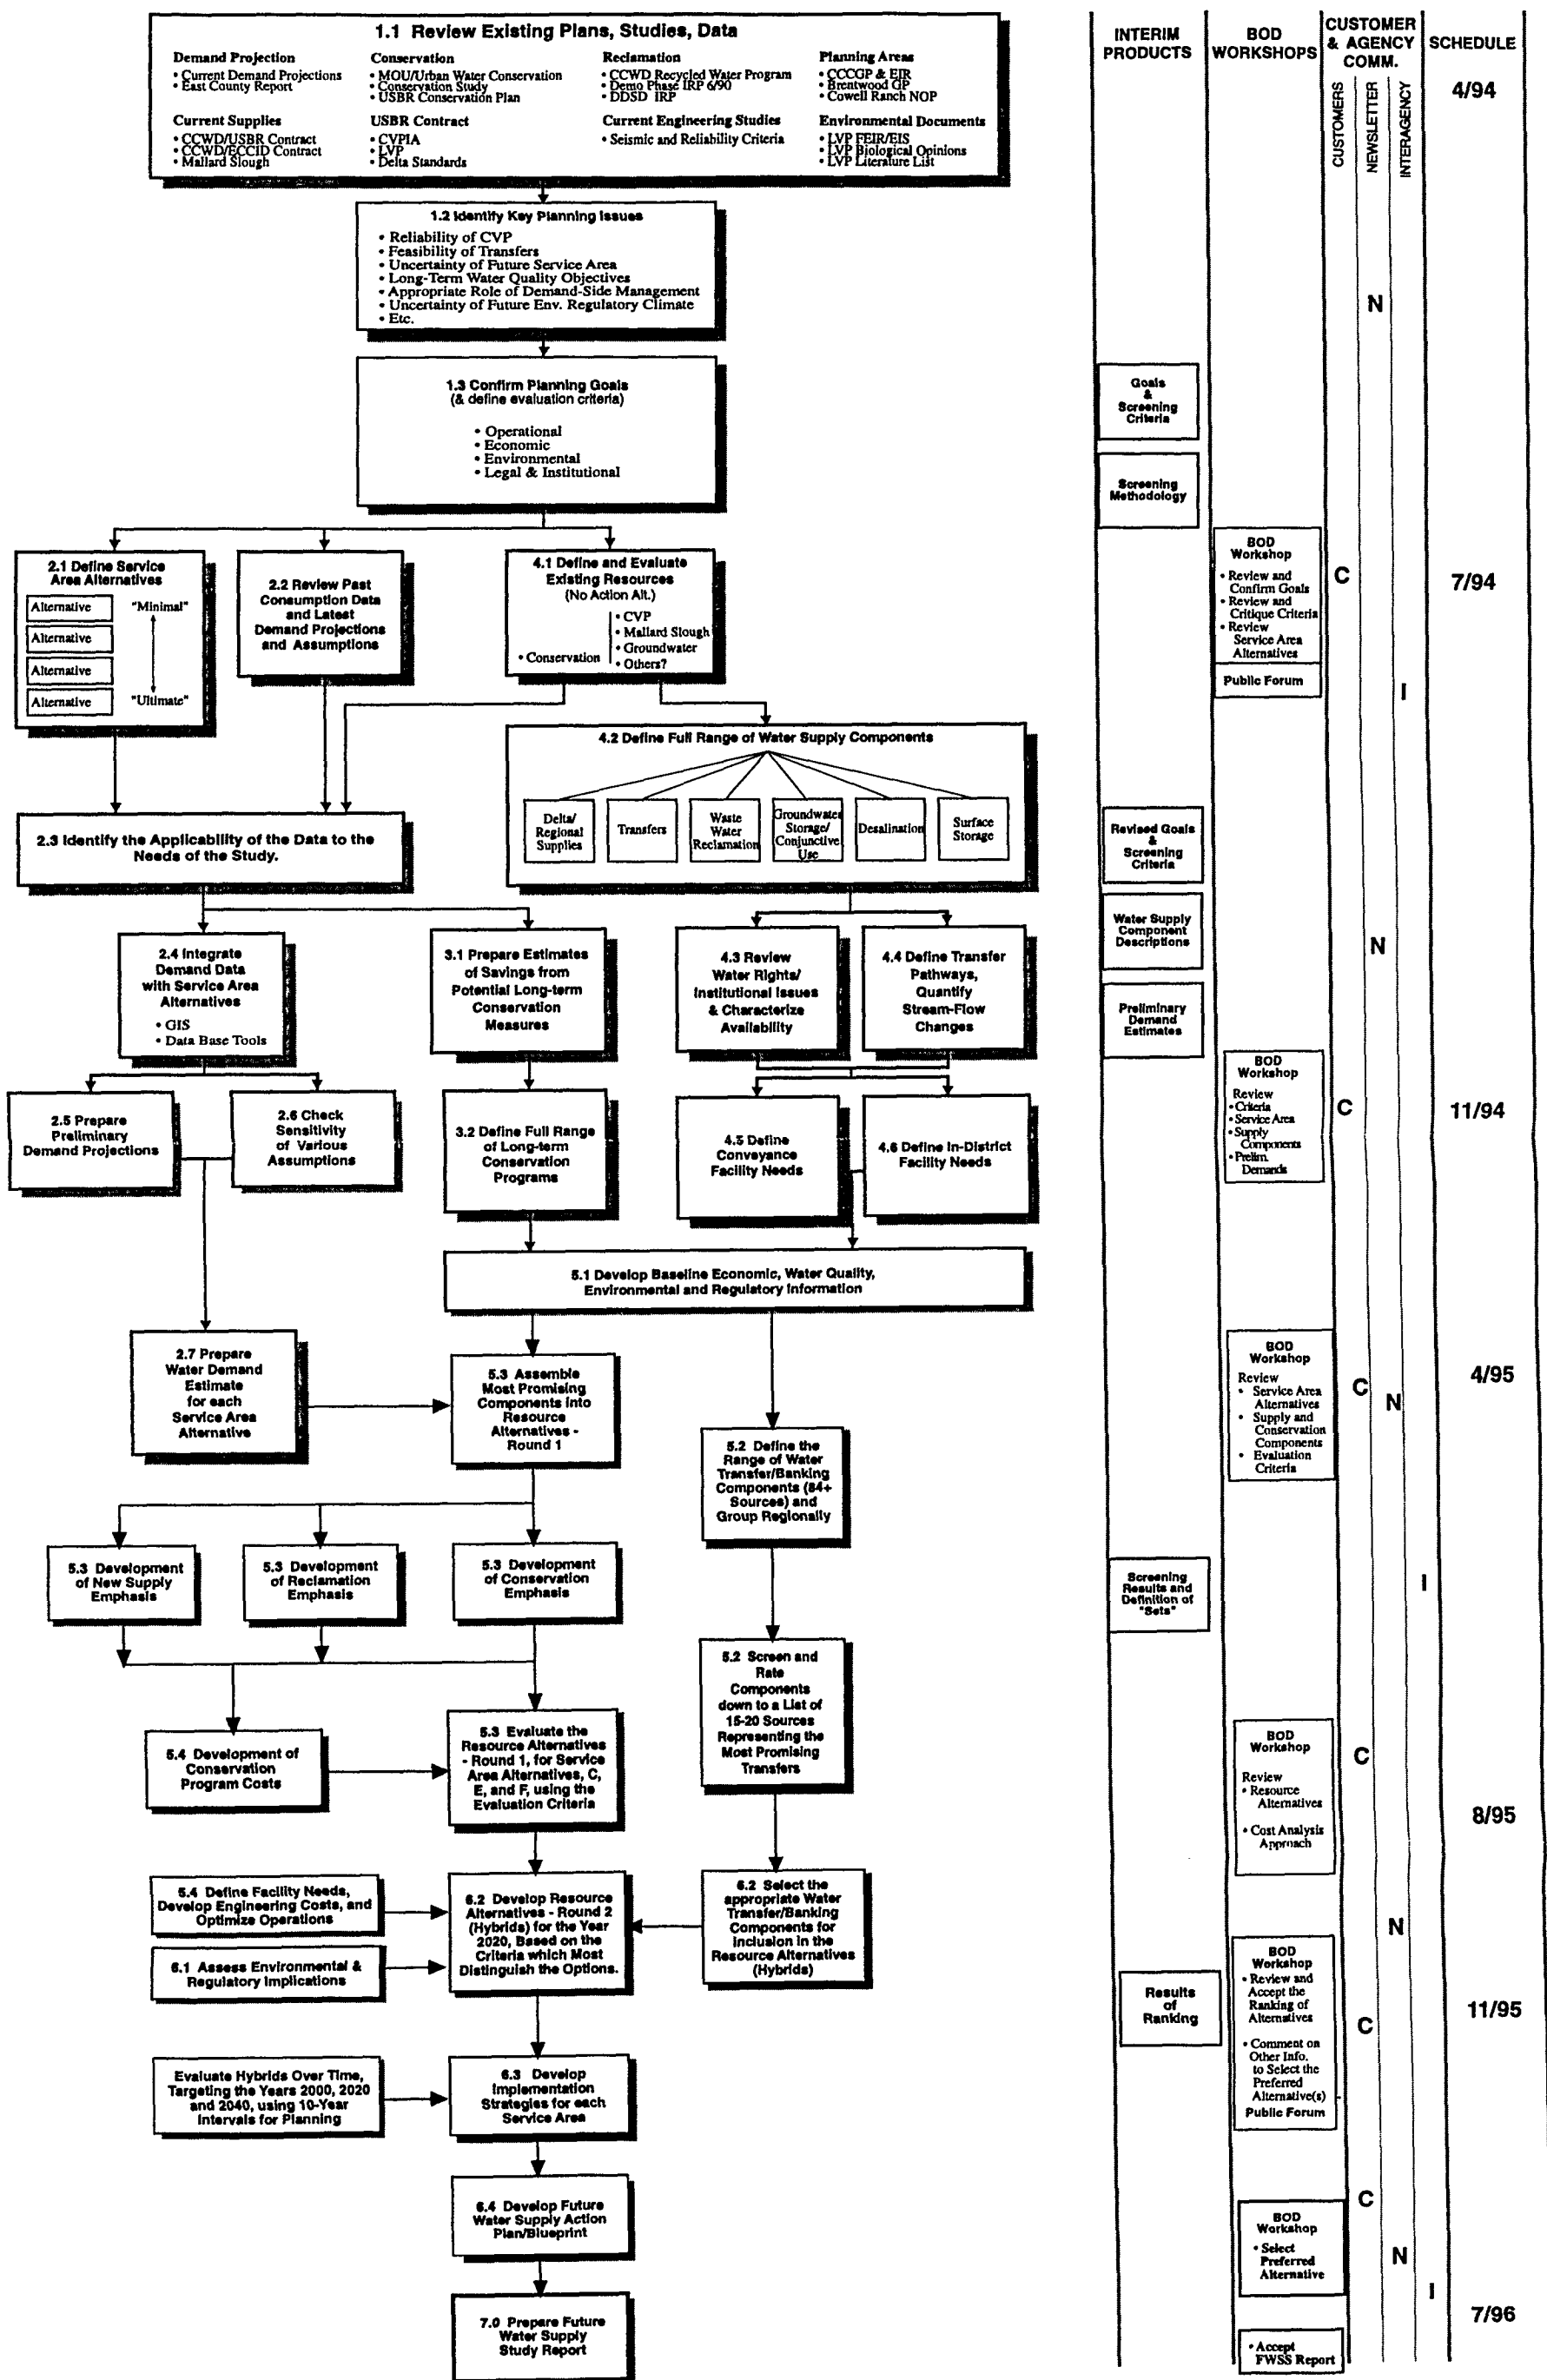 1.1 Review Existing Plans, Studies, Data
Demand Projection
• Current Demand Projections
• East County Report
Conservation
• MOU/Urban Water Conservation
• Conservation Study
• USBR Conservation Plan
Reclamation
• CCWD Recycled Water Program
• Demo Phase IRP 6/90
• DDSD IRP
Planning Areas
• CCCGP & EIR
• Brentwood GP
• Cowell Ranch NOP
Current Supplies
• CCWD/USBR Contract
• CCWD/ECCID Contract
• Mallard Slough
USBR Contract
• CVPIA
• LVP
• Delta Standards
Current Engineering Studies
• Seismic and Reliability Criteria
Environmental Documents
• LVP FEIR/EIS
• LVP Biological Opinions
• LVP Literature List
1.2 Identify Key Planning Issues
• Reliability of CVP
• Feasibility of Transfers
• Uncertainty of Future Service Area
• Long-Term Water Quality Objectives
• Appropriate Role of Demand-Side Management
• Uncertainty of Future Env. Regulatory Climate
• Etc.
1.3 Confirm Planning Goals
(& define evaluation criteria)
• Operational
• Economic
• Environmental
• Legal & Institutional
2.1 Define Service
Area Alternatives
Alternative
"Minimal"
Alternative
Alternative
Alternative
"Ultimate"
2.2 Review Past
Consumption Data
and Latest
Demand Projections
and Assumptions
4.1 Define and Evaluate
Existing Resources
(No Action Alt.)
• Conservation
• CVP
• Mallard Slough
• Groundwater
• Others?
4.2 Define Full Range of Water Supply Components
Delta/
Regional
Supplies
Transfers
Waste
Water
Reclamation
Groundwater
Storage/
Conjunctive
Use
Desalination
Surface
Storage
2.3 Identify the Applicability of the Data to the
Needs of the Study.
2.4 Integrate
Demand Data
with Service Area
Alternatives
• GIS
• Data Base Tools
3.1 Prepare Estimates
of Savings from
Potential Long-term
Conservation
Measures
4.3 Review
Water Rights/
Institutional Issues
& Characterize
Availability
4.4 Define Transfer
Pathways,
Quantify
Stream-Flow
Changes
2.5 Prepare
Preliminary
Demand Projections
2.6 Check
Sensitivity
of Various
Assumptions
3.2 Define Full Range
of Long-term
Conservation
Programs
4.5 Define
Conveyance
Facility Needs
4.6 Define In-District
Facility Needs
5.1 Develop Baseline Economic, Water Quality,
Environmental and Regulatory Information
2.7 Prepare
Water Demand
Estimate
for each
Service Area
Alternative
5.3 Assemble
Most Promising
Components into
Resource
Alternatives -
Round 1
5.2 Define the
Range of Water
Transfer/Banking
Components (84+
Sources) and
Group Regionally
5.3 Development
of New Supply
Emphasis
5.3 Development
of Reclamation
Emphasis
5.3 Development
of Conservation
Emphasis
5.2 Screen and
Rate
Components
down to a List of
15-20 Sources
Representing the
Most Promising
Transfers
5.4 Development of
Conservation
Program Costs
5.3 Evaluate the
Resource Alternatives
- Round 1, for Service
Area Alternatives, C,
E, and F, using the
Evaluation Criteria
5.4 Define Facility Needs,
Develop Engineering Costs, and
Optimize Operations
6.1 Assess Environmental &
Regulatory Implications
6.2 Develop Resource
Alternatives - Round 2
(Hybrids) for the Year
2020, Based on the
Criteria which Most
Distinguish the Options.
6.2 Select the
appropriate Water
Transfer/Banking
Components for
Inclusion in the
Resource Alternatives
(Hybrids)
Evaluate Hybrids Over Time,
Targeting the Years 2000, 2020
and 2040, using 10-Year
Intervals for Planning
6.3 Develop
Implementation
Strategies for each
Service Area
6.4 Develop Future
Water Supply Action
Plan/Blueprint
7.0 Prepare Future
Water Supply
Study Report
INTERIM
PRODUCTS
BOD
WORKSHOPS
CUSTOMER
& AGENCY
COMM.
SCHEDULE
CUSTOMERS
NEWSLETTER
INTERAGENCY
4/94
N
Goals
&
Screening
Criteria
Screening
Methodology
BOD
Workshop
• Review and
Confirm Goals
• Review and
Critique Criteria
• Review
Service Area
Alternatives
Public Forum
C
7/94
I
Revised Goals
&
Screening
Criteria
Water Supply
Component
Descriptions
N
Preliminary
Demand
Estimates
BOD
Workshop
Review
• Criteria
• Service Area
• Supply
Components
• Prelim.
Demands
C
11/94
BOD
Workshop
Review
• Service Area
Alternatives
• Supply and
Conservation
Components
• Evaluation
Criteria
C
N
4/95
Screening
Results and
Definition of
"Sets"
I
BOD
Workshop
Review
• Resource
Alternatives
• Cost Analysis
Approach
C
8/95
N
Results
of
Ranking
BOD
Workshop
• Review and
Accept the
Ranking of
Alternatives
• Comment on
Other Info.
to Select the
Preferred
Alternative(s)
Public Forum
C
11/95
C
BOD
Workshop
• Select
Preferred
Alternative
N
I
7/96
• Accept
FWSS Report